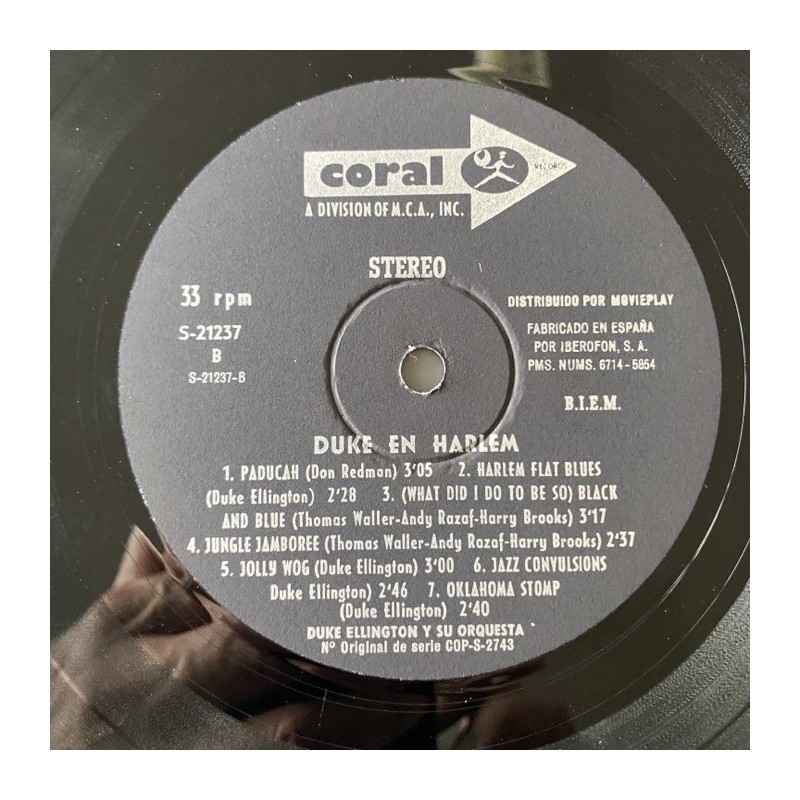 coral
RECORDS
A DIVISION OF M.C.A., INC.
STEREO
33 rpm
S-21237
B
S-21237-B
DISTRIBUIDO POR MOVIEPLAY
FABRICADO EN ESPAÑA
POR IBEROFON, S. A.
PMS. NUMS. 6714-5854
B.I.E.M.
DUKE EN HARLEM
1. PADUCAH (Don Redman) 3'05 2. HARLEM FLAT BLUES
(Duke Ellington) 2'28 3. (WHAT DID I DO TO BE SO) BLACK
AND BLUE (Thomas Waller-Andy Razaf-Harry Brooks) 3'17
4. JUNGLE JAMBOREE (Thomas Waller-Andy Razaf-Harry Brooks) 2'37
5. JOLLY WOG (Duke Ellington) 3'00 6. JAZZ CONVULSIONS
Duke Ellington) 2'46 7. OKLAHOMA STOMP
(Duke Ellington) 2'40
DUKE ELLINGTON Y SU ORQUESTA
Nº Original de serie COP-S-2743